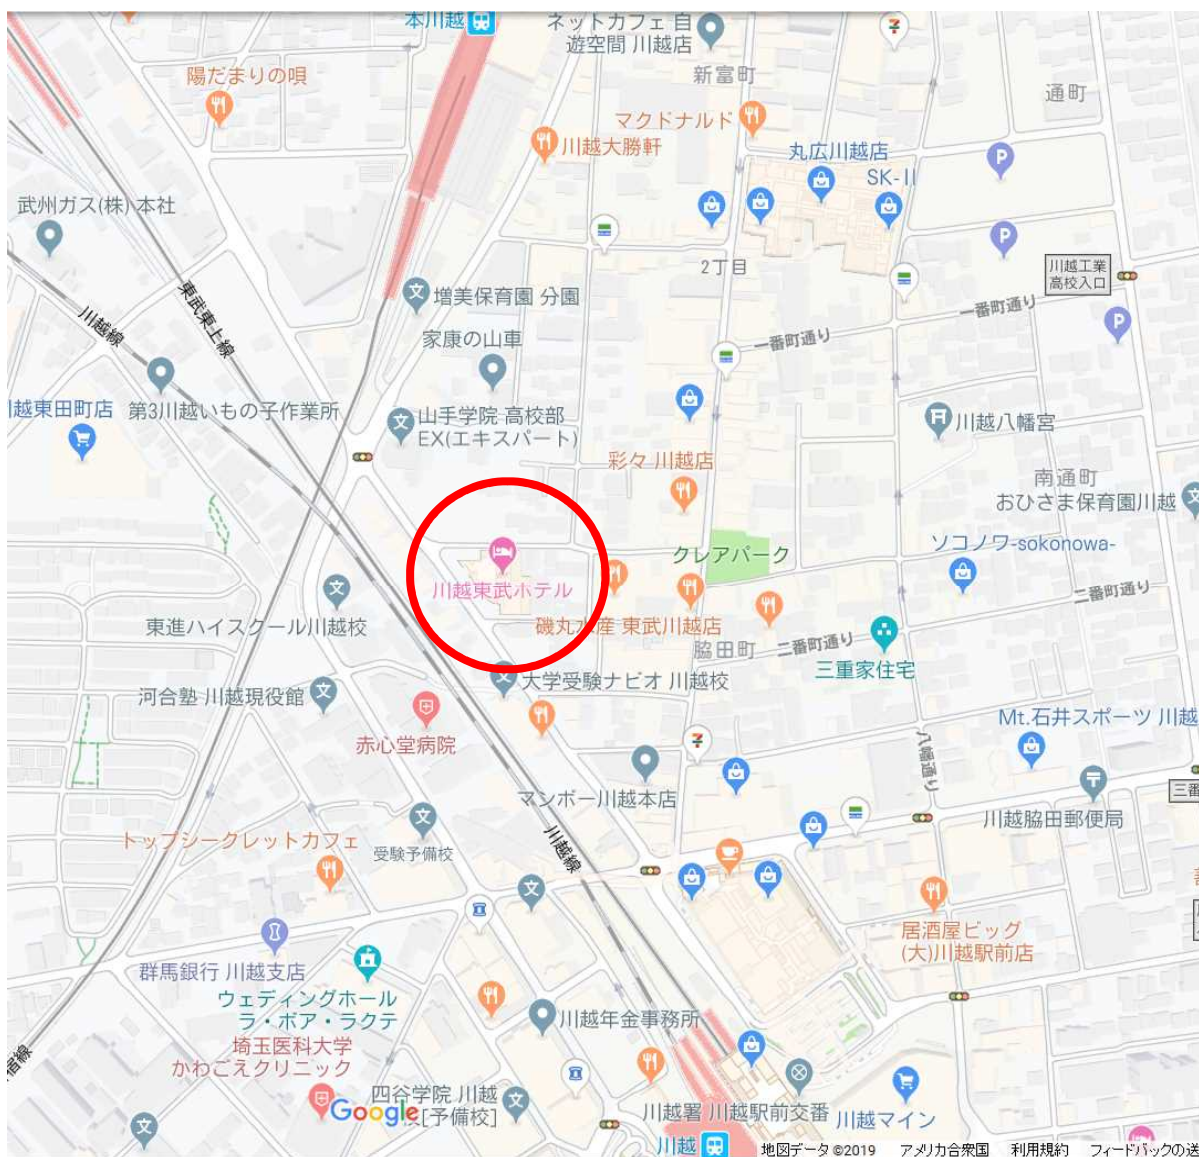 本川越
ネットカフェ 自
遊空間 川越店
新富町
通町
陽だまりの唄
マクドナルド
川越大勝軒
丸広川越店
SK-II
武州ガス(株) 本社
2丁目
川越工業
高校入口
増美保育園 分園
東武東上線
川越線
家康の山車
一番町通り
一番町通り
越東田町店
第3川越いもの子作業所
山手学院 高校部
EX(エキスパート)
川越八幡宮
彩々 川越店
南通町
おひさま保育園川越
クレアパーク
ソコノワ-sokonowa-
川越東武ホテル
二番町通り
東進ハイスクール川越校
磯丸水産 東武川越店
脇田町
二番町通り
三重家住宅
大学受験ナビオ 川越校
河合塾 川越現役館
赤心堂病院
Mt.石井スポーツ 川越
八幡通り
マンボー川越本店
三番
川越脇田郵便局
トップシークレットカフェ
受験予備校
川越線
居酒屋ビッグ
(大)川越駅前店
群馬銀行 川越支店
ウェディングホール
ラ・ボア・ラクテ
川越年金事務所
埼玉医科大学
かわごえクリニック
宿線
四谷学院 川越
[予備校]
Google
川越署 川越駅前交番
川越マイン
川越
地図データ ©2019 アメリカ合衆国 利用規約 フィードバックの送